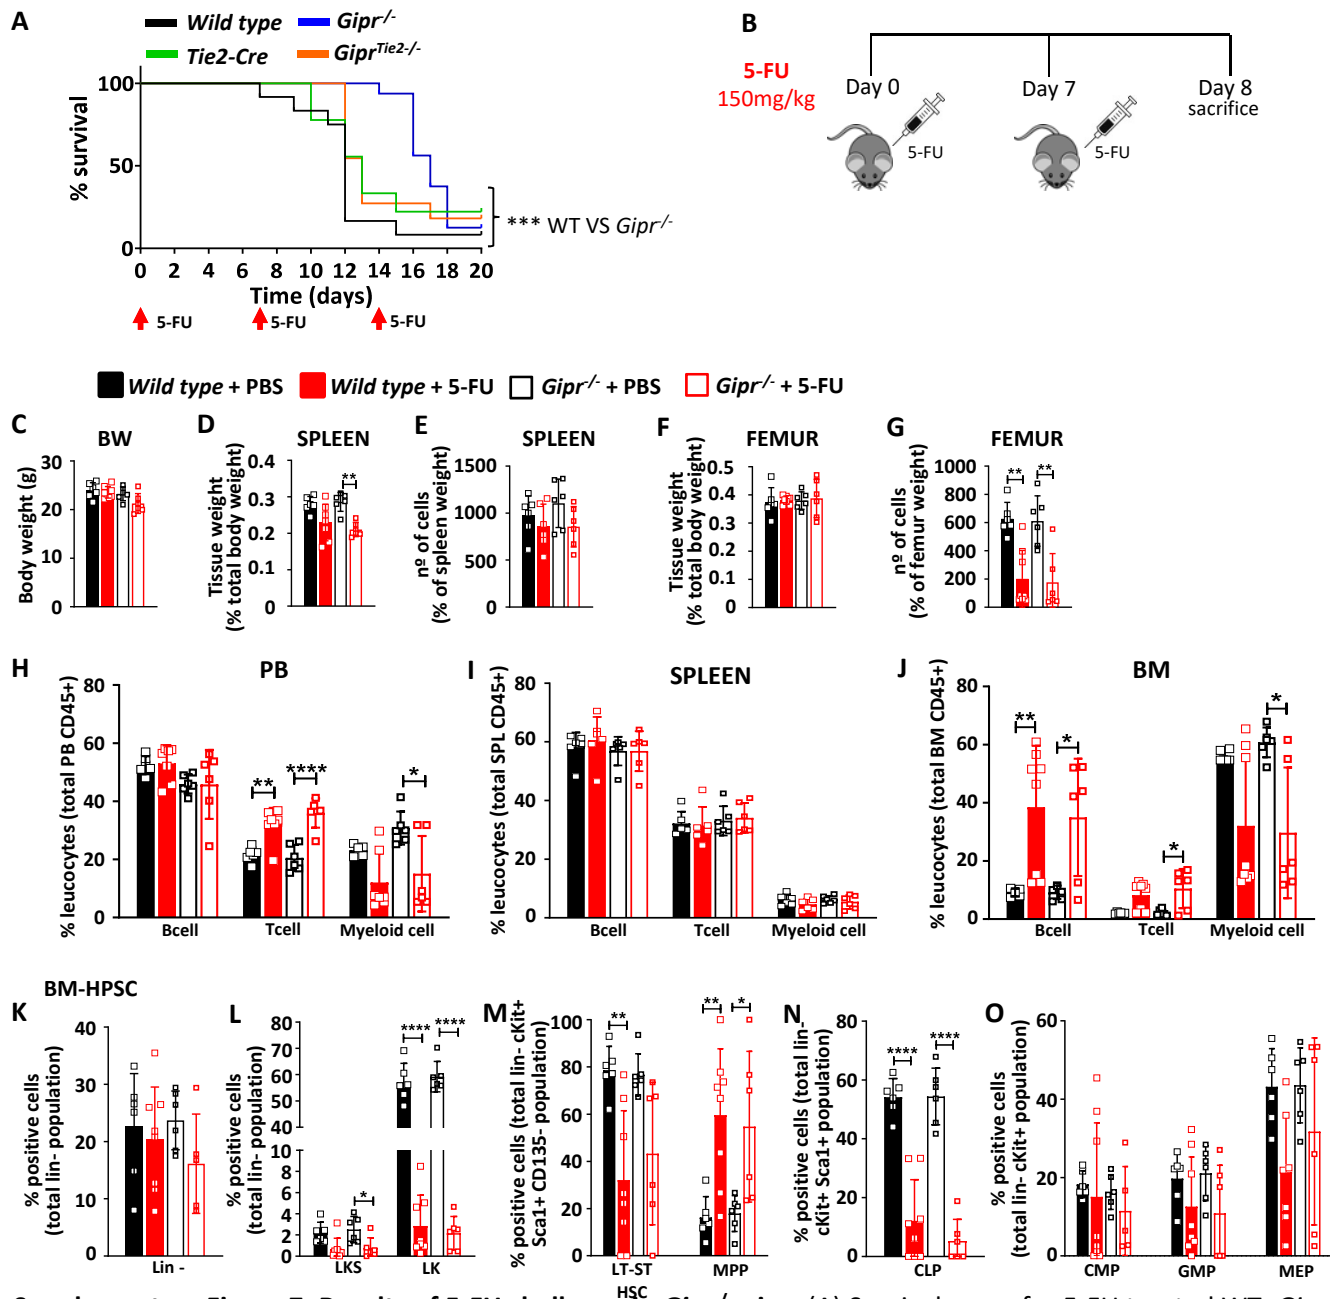 A
Wild type
Gipr-/-
Tie2-Cre
GiprTie2-/-
% survival
100
50
0
0 2 4 6 8 10 12 14 16 18 20
Time (days)
5-FU 5-FU 5-FU
*** WT VS Gipr-/-
B
5-FU
150mg/kg
Day 0
Day 7
Day 8
sacrifice
5-FU
5-FU
Wild type + PBS Wild type + 5-FU Gipr-/- + PBS Gipr-/- + 5-FU
C
BW
Body weight (g)
30
20
10
0
D
SPLEEN
Tissue weight
(% total body weight)
0.4
0.3
0.2
0.1
0
**
E
SPLEEN
nº of cells
(% of spleen weight)
1500
1000
500
0
F
FEMUR
Tissue weight
(% total body weight)
0.5
0.4
0.3
0.2
0.1
0
G
FEMUR
nº of cells
(% of femur weight)
1000
800
600
400
200
0
** **
H
PB
% leucocytes (total PB CD45+)
80
60
40
20
0
** **** *
Bcell Tcell Myeloid cell
I
SPLEEN
% leucocytes (total SPL CD45+)
80
60
40
20
0
Bcell Tcell Myeloid cell
J
BM
% leucocytes (total BM CD45+)
80
60
40
20
0
** * * *
Bcell Tcell Myeloid cell
BM-HPSC
K
% positive cells
(total lin- population)
40
30
20
10
0
Lin -
L
% positive cells
(total lin- population)
80
70
60
50
40
30
8
6
4
2
0
* **** ****
LKS LK
M
% positive cells (total lin- cKit+
Sca1+ CD135- population)
100
80
60
40
20
0
** ** *
LT-ST
HSC
MPP
N
% positive cells (total lin-
cKit+ Sca1+ population)
80
60
40
20
0
**** ****
CLP
O
% positive cells
(total lin- cKit+ population)
60
40
20
0
CMP GMP MEP